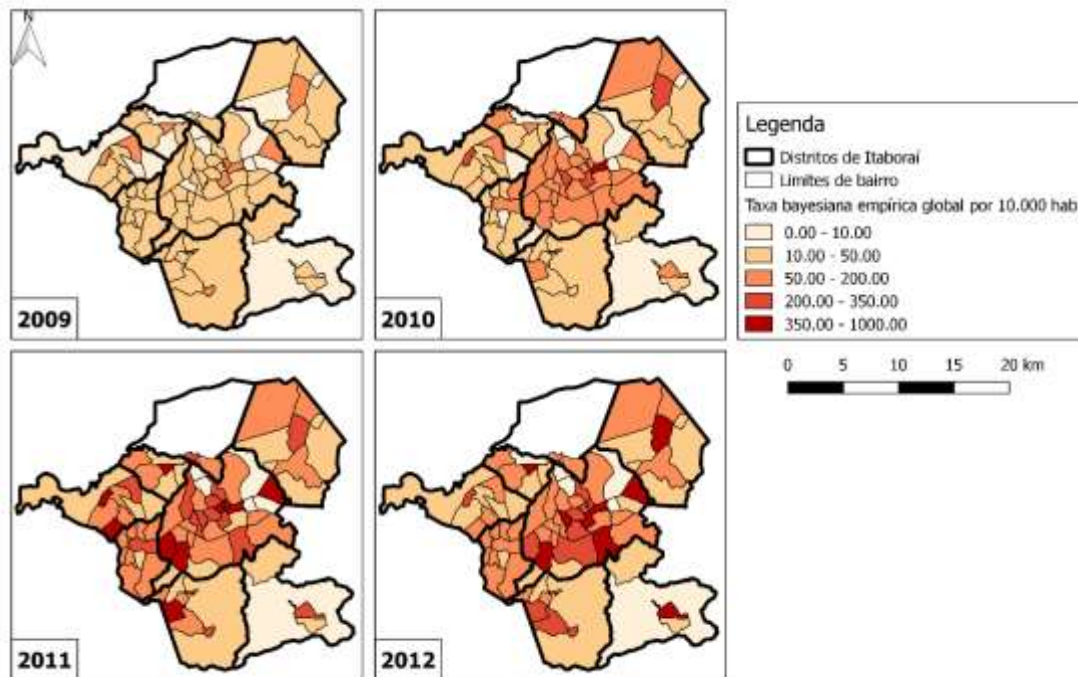 N
2009
2010
Legenda
Distritos de Itaboraí
Limites de bairro
Taxa bayesiana empírica global por 10.000 hab
0.00 - 10.00
10.00 - 50.00
50.00 - 200.00
200.00 - 350.00
350.00 - 1000.00
0 5 10 15 20 km
2011
2012